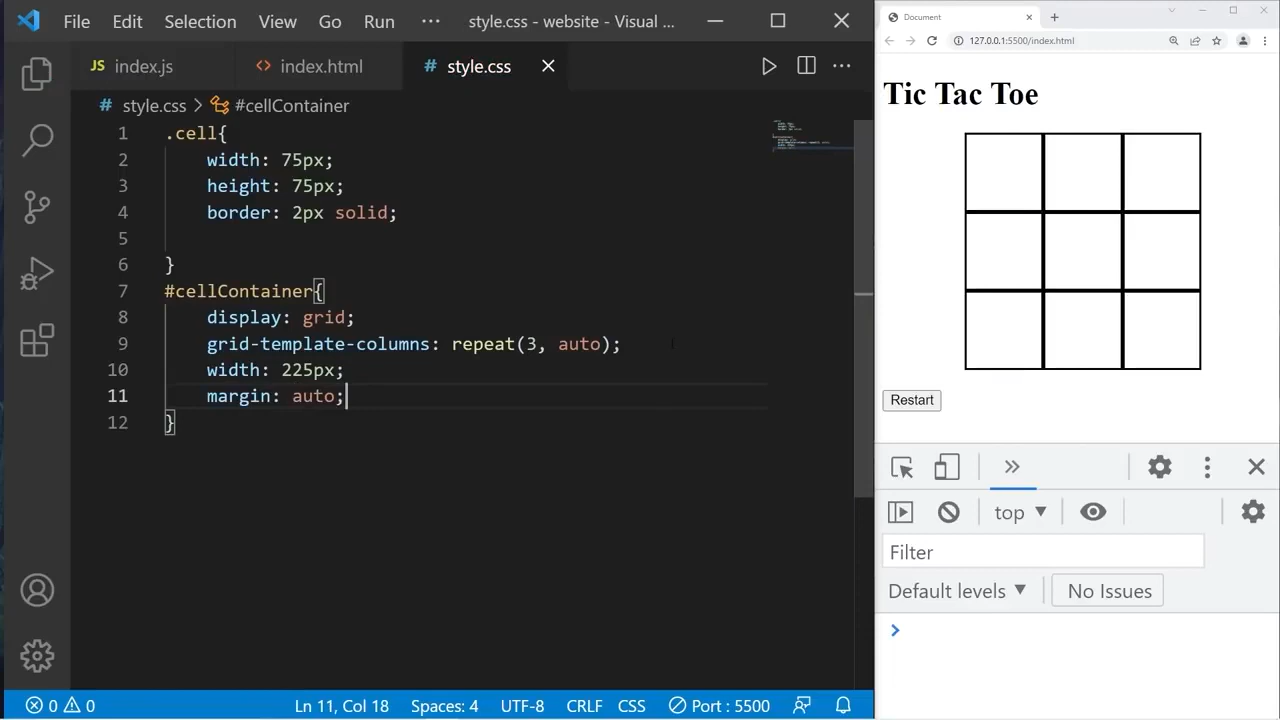 File Edit Selection View Go Run ··· style.css - website - Visual ...
JS index.js <> index.html # style.css
# style.css > #cellContainer
1 .cell{
2 width: 75px;
3 height: 75px;
4 border: 2px solid;
5
6 }
7 #cellContainer{
8 display: grid;
9 grid-template-columns: repeat(3, auto);
10 width: 225px;
11 margin: auto;
12 }
0 0 Ln 11, Col 18 Spaces: 4 UTF-8 CRLF CSS Port : 5500
Document
127.0.0.1:5500/index.html
Tic Tac Toe
Restart
top
Filter
Default levels No Issues